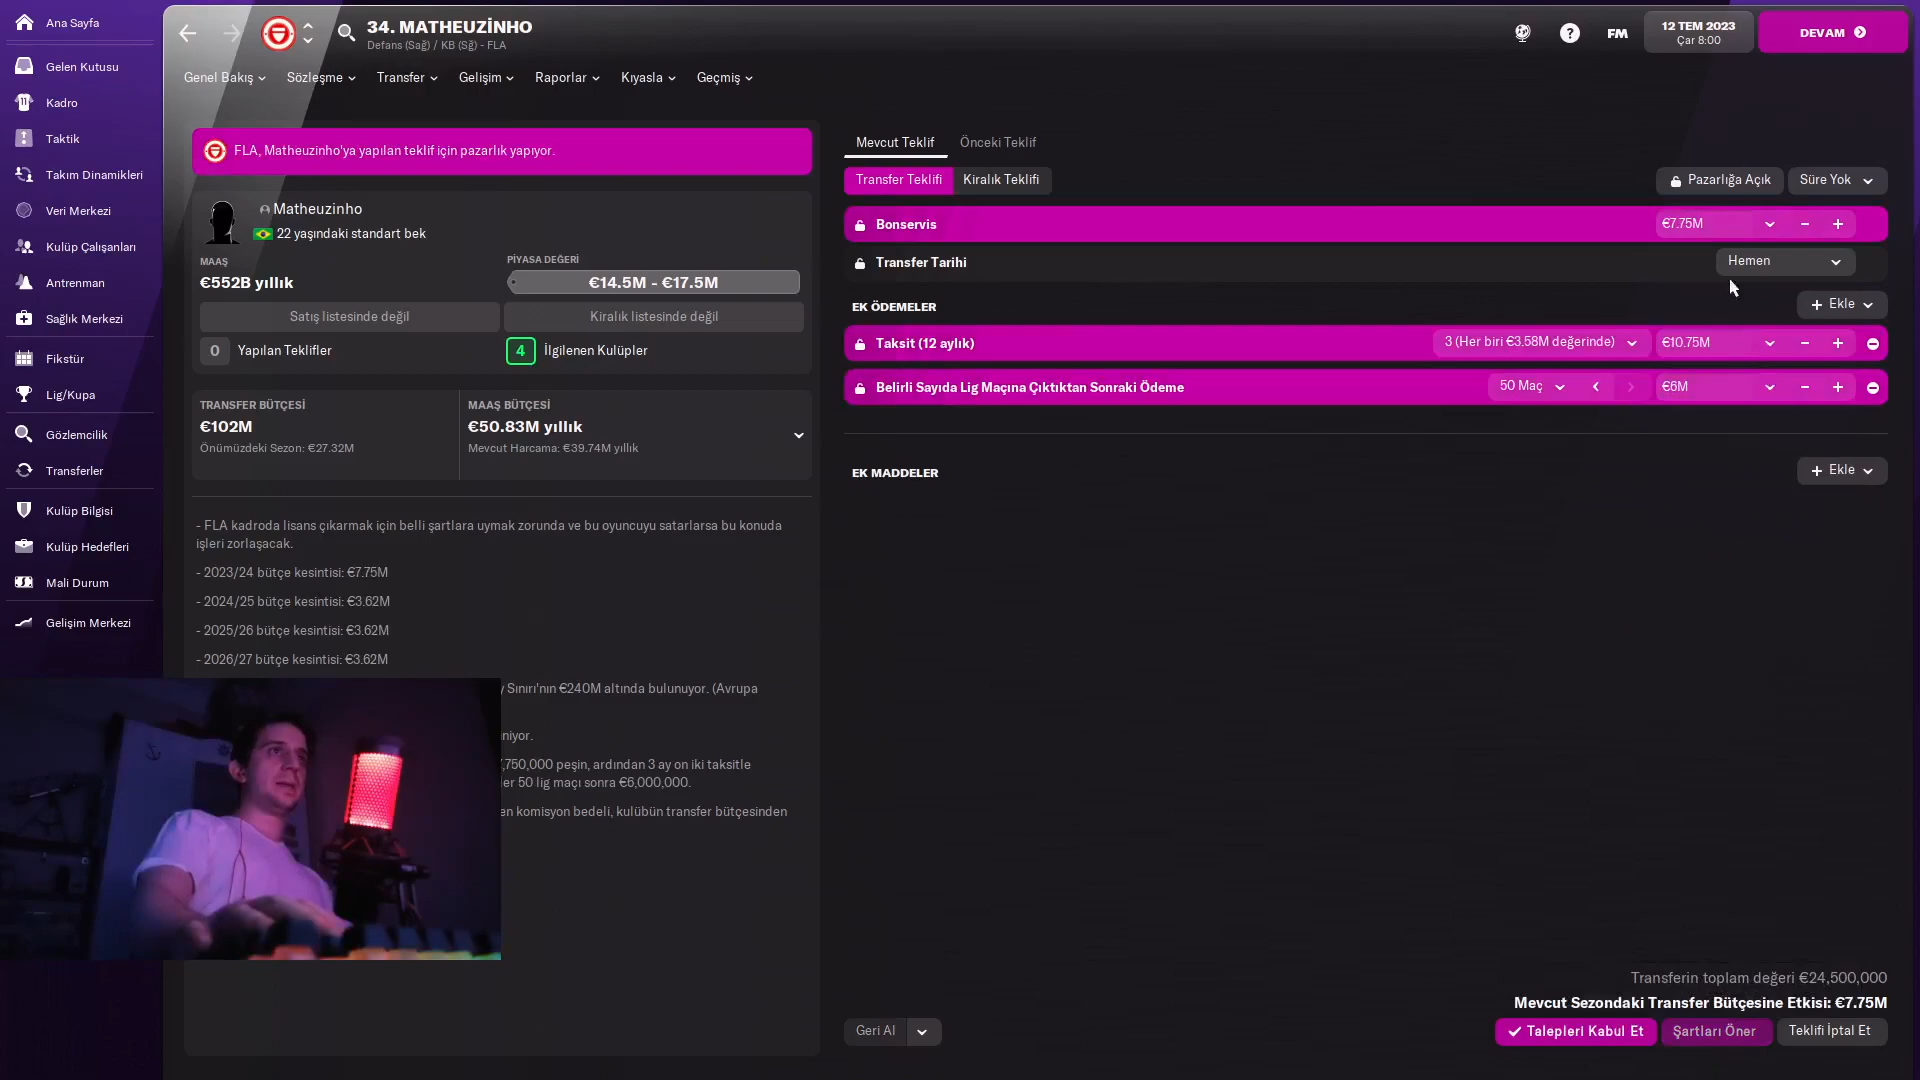 Ana Sayfa
Gelen Kutusu
Kadro
Taktik
Takım Dinamikleri
Veri Merkezi
Kulüp Çalışanları
Antrenman
Sağlık Merkezi
Fikstür
Lig/Kupa
Gözlemcilik
Transferler
Kulüp Bilgisi
Kulüp Hedefleri
Mali Durum
Gelişim Merkezi
34. MATHEUZİNHO
Defans (Sağ) / KB (Sğ) - FLA
FM
12 TEM 2023
Çar 8:00
DEVAM
Genel Bakış
Sözleşme
Transfer
Gelişim
Raporlar
Kıyasla
Geçmiş
FLA, Matheuzinho'ya yapılan teklif için pazarlık yapıyor.
Matheuzinho
22 yaşındaki standart bek
MAAŞ
€552B yıllık
PİYASA DEĞERİ
€14.5M - €17.5M
Satış listesinde değil
Kiralık listesinde değil
0 Yapılan Teklifler
4 İlgilenen Kulüpler
TRANSFER BÜTÇESİ
€102M
Önümüzdeki Sezon: €27.32M
MAAŞ BÜTÇESİ
€50.83M yıllık
Mevcut Harcama: €39.74M yıllık
- FLA kadroda lisans çıkarmak için belli şartlara uymak zorunda ve bu oyuncuyu satarlarsa bu konuda
işleri zorlaşacak.
- 2023/24 bütçe kesintisi: €7.75M
- 2024/25 bütçe kesintisi: €3.62M
- 2025/26 bütçe kesintisi: €3.62M
- 2026/27 bütçe kesintisi: €3.62M
Sınırı'nın €240M altında bulunuyor. (Avrupa
niyor.
,750,000 peşin, ardından 3 ay on iki taksitle
er 50 lig maçı sonra €6,000,000.
en komisyon bedeli, kulübün transfer bütçesinden
Mevcut Teklif
Önceki Teklif
Transfer Teklifi
Kiralık Teklifi
Pazarlığa Açık
Süre Yok
Bonservis
€7.75M
Transfer Tarihi
Hemen
EK ÖDEMELER
Ekle
Taksit (12 aylık)
3 (Her biri €3.58M değerinde)
€10.75M
Belirli Sayıda Lig Maçına Çıktıktan Sonraki Ödeme
50 Maç
€6M
EK MADDELER
Ekle
Transferin toplam değeri €24,500,000
Mevcut Sezondaki Transfer Bütçesine Etkisi: €7.75M
Geri Al
Talepleri Kabul Et
Şartları Öner
Teklifi İptal Et